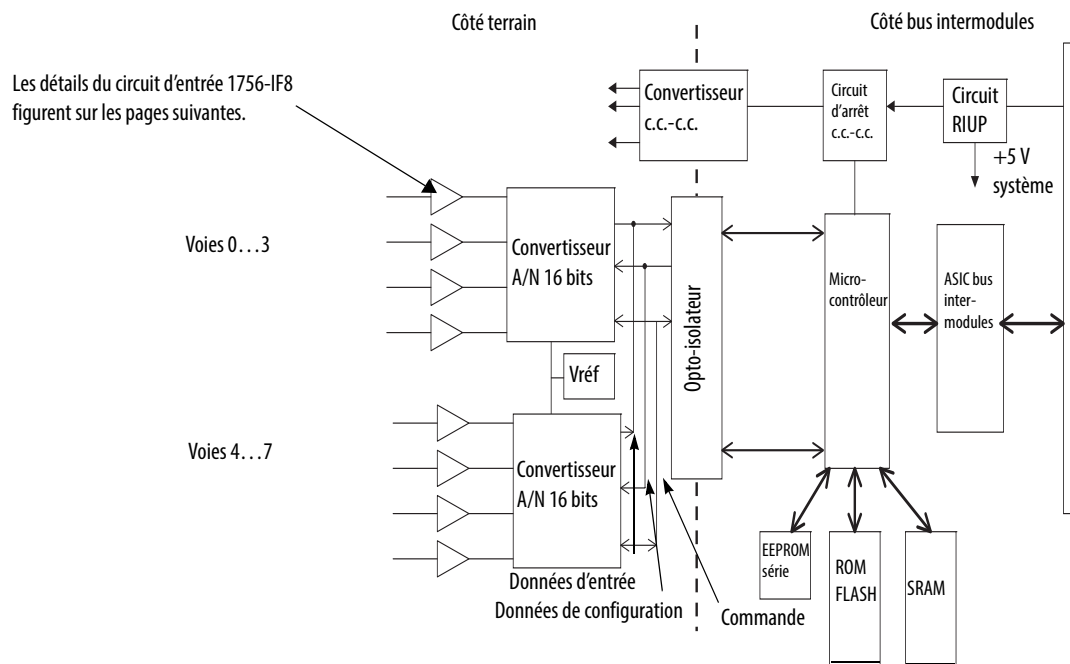 Côté terrain
Côté bus intermodules
Les détails du circuit d'entrée 1756-IF8
figurent sur les pages suivantes.
Convertisseur
c.c.-c.c.
Circuit
d'arrêt
c.c.-c.c.
Circuit
RIUP
+5 V
système
Voies 0…3
Convertisseur
A/N 16 bits
Opto-isolateur
Micro-
contrôleur
ASIC bus
inter-
modules
Vréf
Voies 4…7
Convertisseur
A/N 16 bits
EEPROM
série
ROM
FLASH
SRAM
Données d'entrée
Données de configuration
Commande